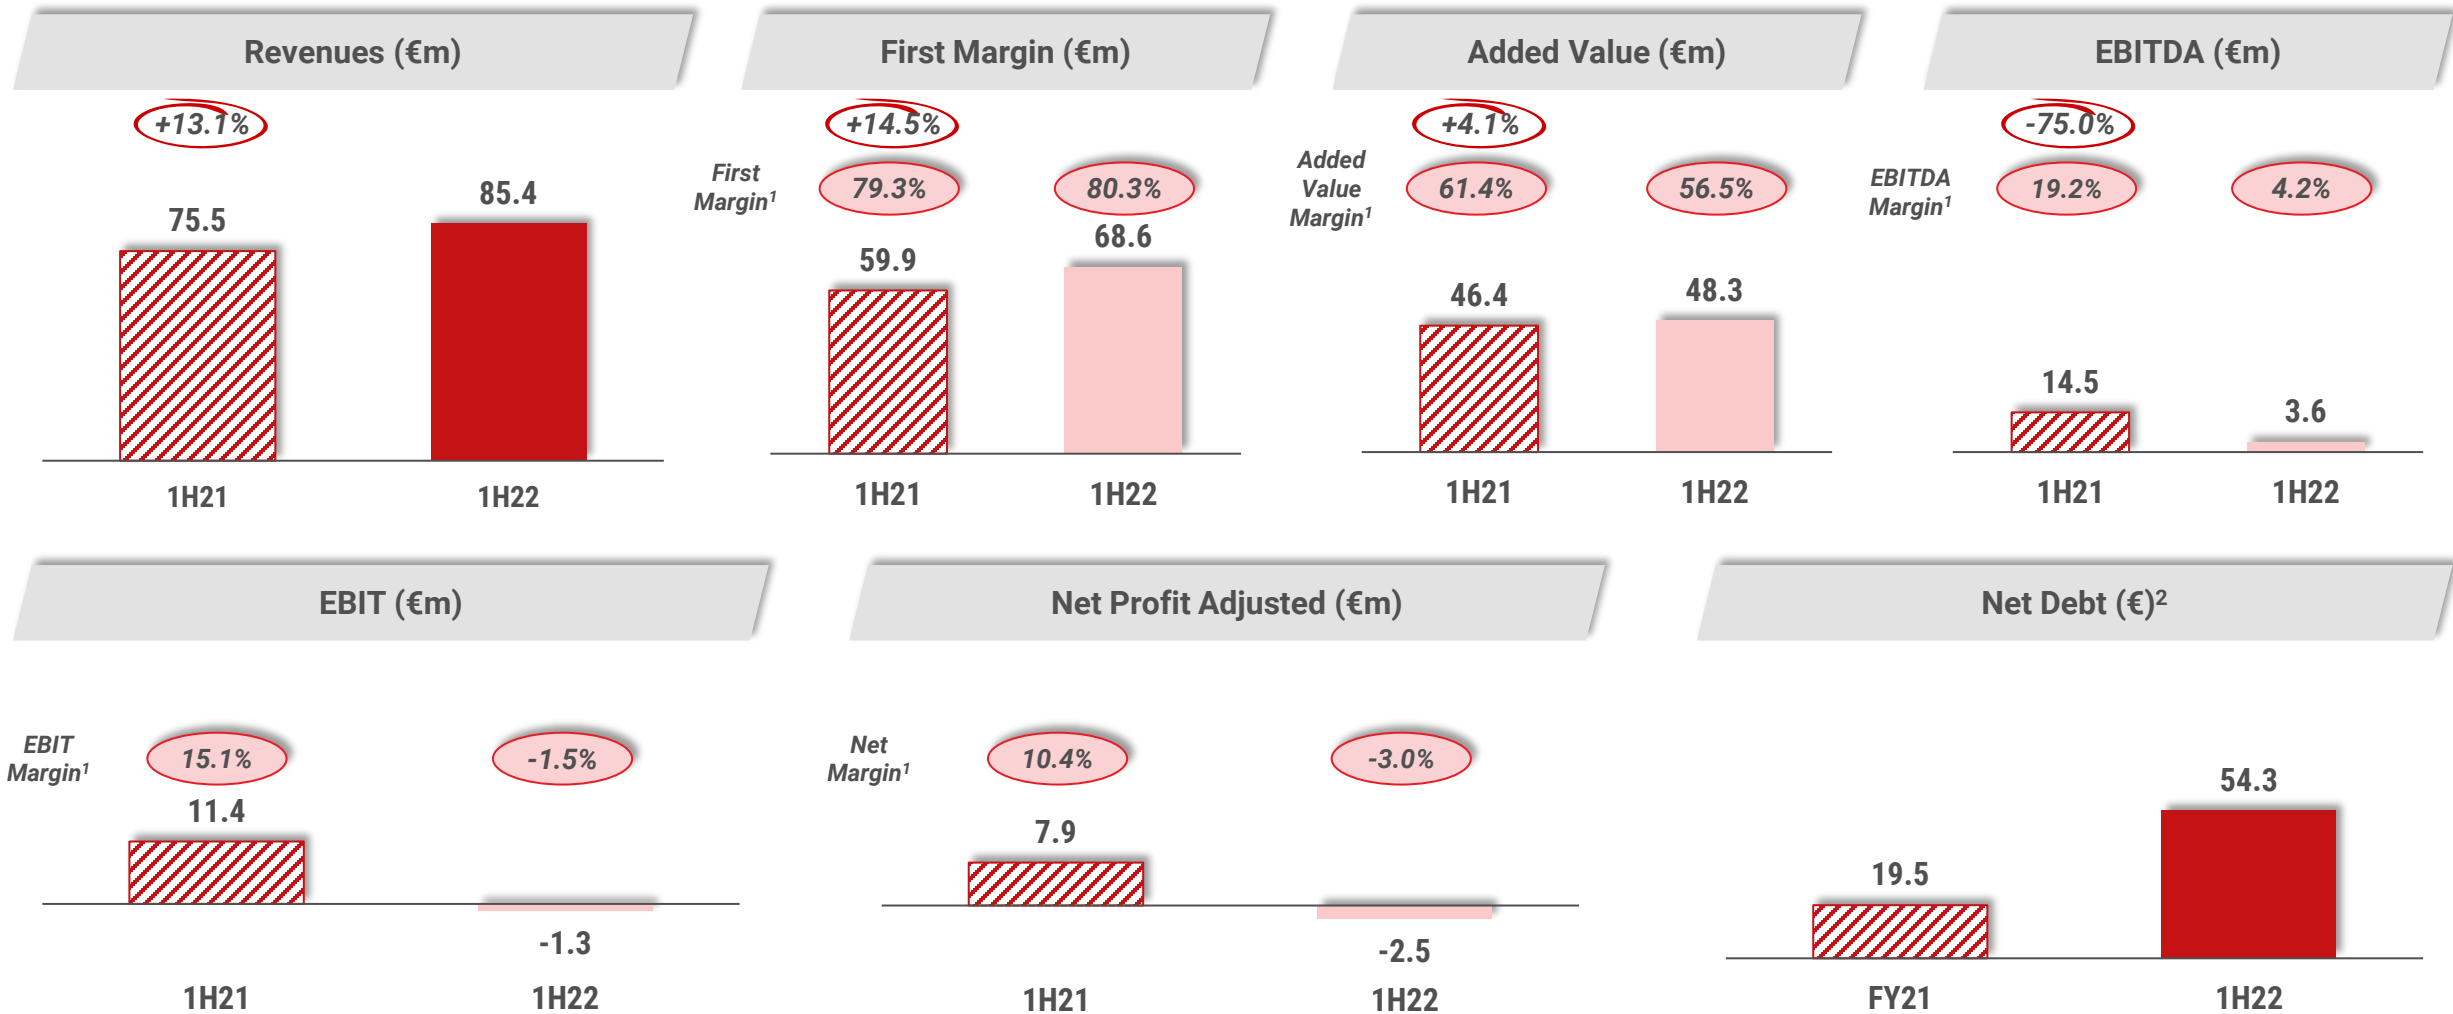 Revenues (€m)
+13.1%
75.5
85.4
1H21
1H22
First Margin (€m)
+14.5%
First
Margin¹
79.3%
80.3%
59.9
68.6
1H21
1H22
Added Value (€m)
+4.1%
Added
Value
Margin¹
61.4%
56.5%
46.4
48.3
1H21
1H22
EBITDA (€m)
-75.0%
EBITDA
Margin¹
19.2%
4.2%
14.5
3.6
1H21
1H22
EBIT (€m)
EBIT
Margin¹
15.1%
-1.5%
11.4
-1.3
1H21
1H22
Net Profit Adjusted (€m)
Net
Margin¹
10.4%
-3.0%
7.9
-2.5
1H21
1H22
Net Debt (€)²
19.5
54.3
FY21
1H22